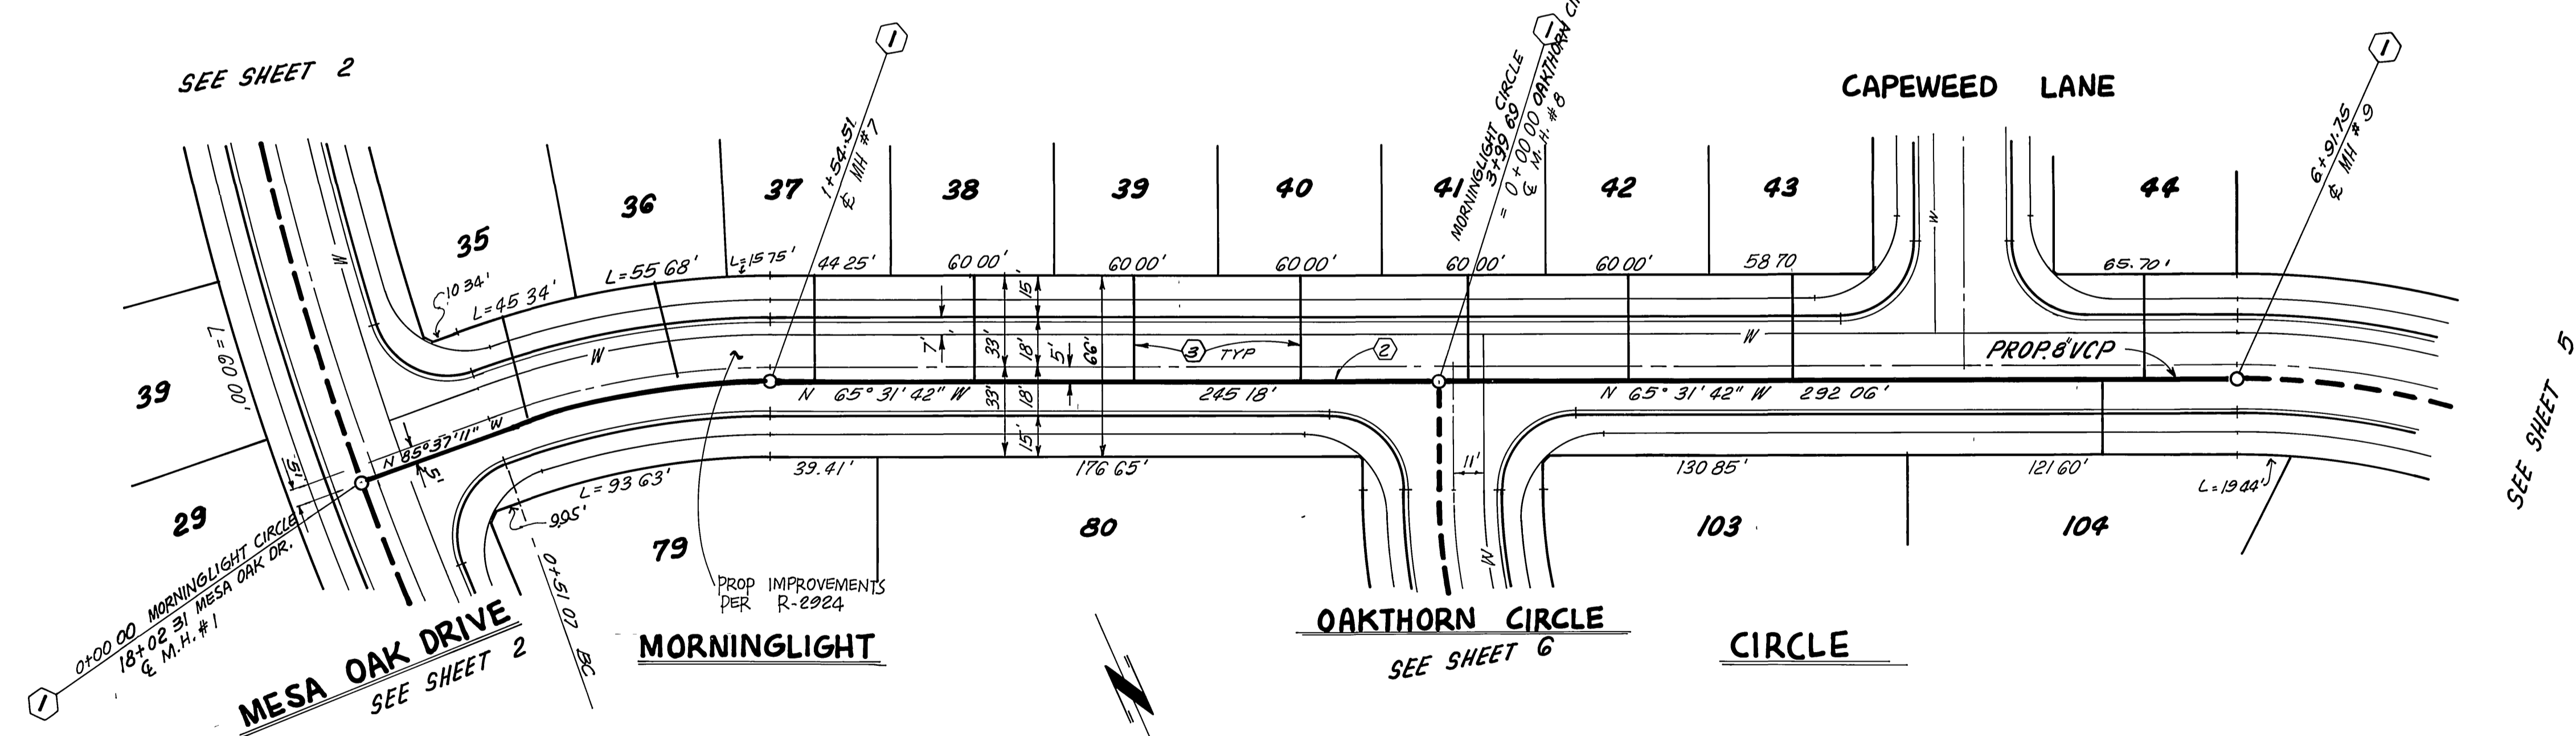 SEE SHEET 2
1
1
1
CAPEWEED LANE
1+54.51
℄ MH #7
MORNINGLIGHT CIRCLE
3+99 69
= 0+00 00 OAKTHORN
℄ M.H. #8
6+91.75
℄ MH #9
35
36
37
38
39
40
41
42
43
44
10 34'
L=45 34'
L=55 68'
L=15 75'
44 25'
60 00'
60 00'
60 00'
60 00'
60 00'
58 70
65.70'
W
W
W
W
W
15'
7'
33'
18'
5'
66'
3 TYP
2
PROP. 8" VCP
39
L=60 00'
29
5'
N 85°37'11" W
5'
N 65°31'42" W
33'
18'
15'
245 18'
N 65°31'42" W 292 06'
11'
L=93 63'
9.95'
39.41'
176 65'
130 85'
121 60'
L=19 44'
SEE SHEET 5
79
80
103
104
0+00 00 MORNINGLIGHT CIRCLE
18+02 31 MESA OAK DR.
℄ M.H. #1
1
0+51 07 BC
PROP IMPROVEMENTS
PER R-2924
MESA OAK DRIVE
SEE SHEET 2
MORNINGLIGHT
OAKTHORN CIRCLE
SEE SHEET 6
CIRCLE